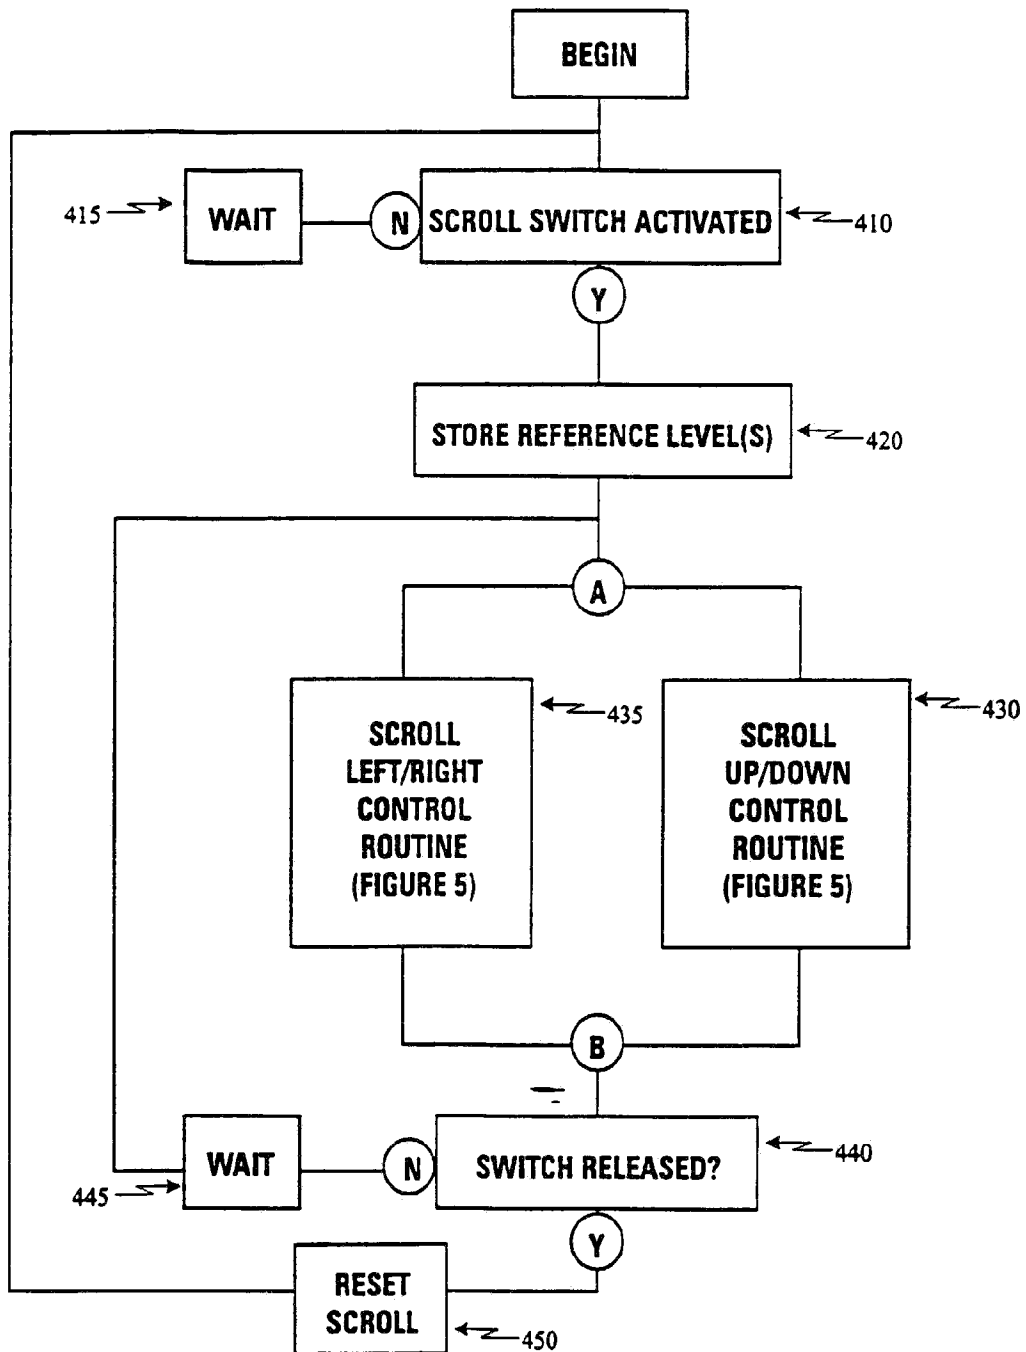 BEGIN
415
WAIT
N
SCROLL SWITCH ACTIVATED
410
Y
STORE REFERENCE LEVEL(S)
420
A
SCROLL
LEFT/RIGHT
CONTROL
ROUTINE
(FIGURE 5)
435
SCROLL
UP/DOWN
CONTROL
ROUTINE
(FIGURE 5)
430
B
445
WAIT
N
SWITCH RELEASED?
440
Y
RESET
SCROLL
450